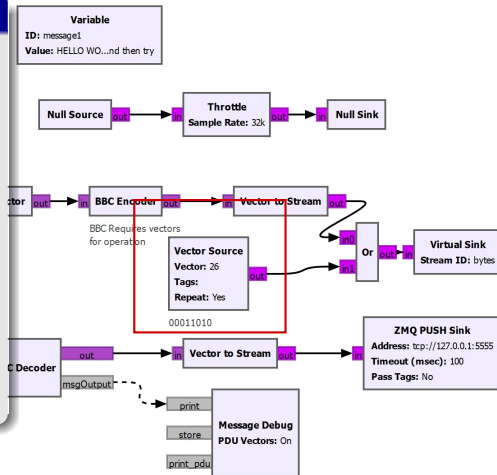 Variable
ID: message1
Value: HELLO WO...nd then try
Null Source
out
in
Throttle
Sample Rate: 32k
out
in
Null Sink
ctor
out
in
BBC Encoder
out
in
Vector to Stream
out
BBC Requires vectors
for operation
Vector Source
Vector: 26
Tags:
Repeat: Yes
out
00011010
in0
in1
Or
out
in
Virtual Sink
Stream ID: bytes
C Decoder
out
msgOutput
in
Vector to Stream
out
in
ZMQ PUSH Sink
Address: tcp://127.0.0.1:5555
Timeout (msec): 100
Pass Tags: No
print
store
print_pdu
Message Debug
PDU Vectors: On